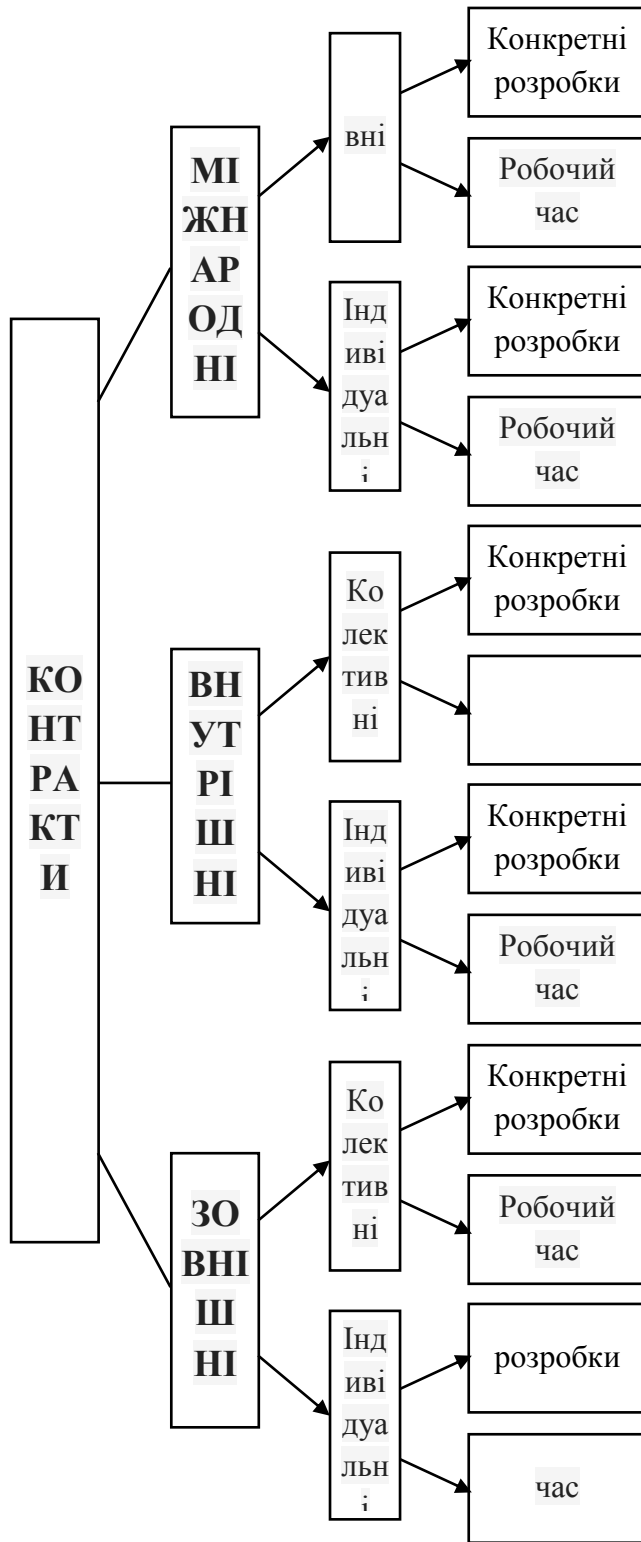 КО
НТ
РА
КТ
И
МІ
ЖН
АР
ОД
НІ
вні
Конкретні
розробки
Робочий
час
Інд
иві
дуа
льн
і
Конкретні
розробки
Робочий
час
ВН
УТ
РІ
Ш
НІ
Ко
лек
тив
ні
Конкретні
розробки
Інд
иві
дуа
льн
і
Конкретні
розробки
Робочий
час
ЗО
ВНІ
Ш
НІ
Ко
лек
тив
ні
Конкретні
розробки
Робочий
час
Інд
иві
дуа
льн
і
розробки
час